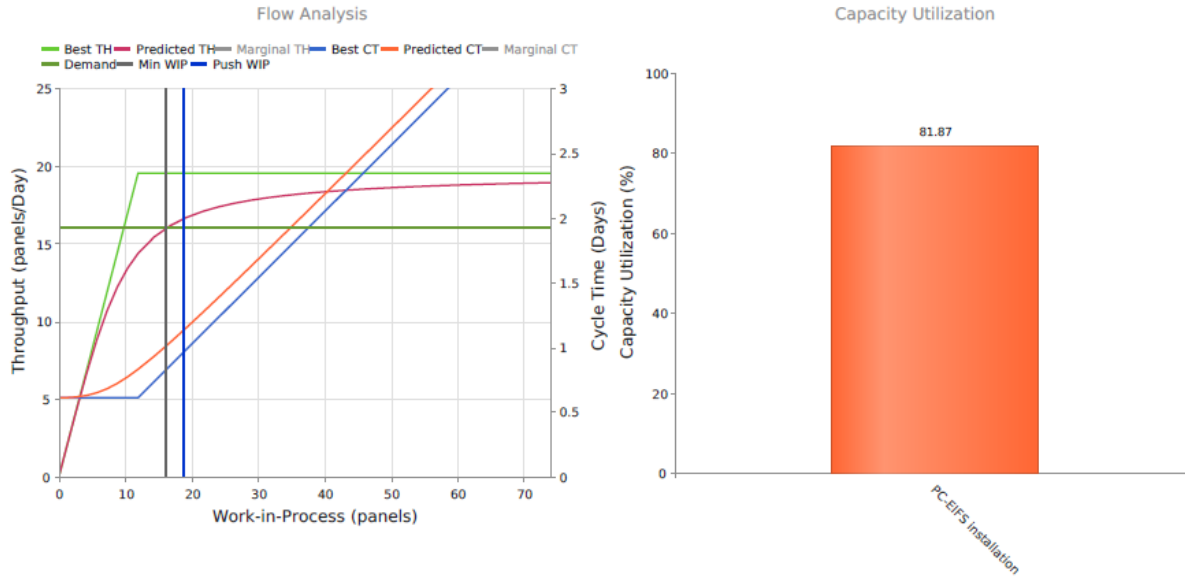 Flow Analysis
Best TH Predicted TH Marginal TH Best CT Predicted CT Marginal CT
Demand Min WIP Push WIP
25
20
15
10
5
0
Throughput (panels/Day)
3
2.5
2
1.5
1
0.5
0
Cycle Time (Days)
0 10 20 30 40 50 60 70
Work-in-Process (panels)
Capacity Utilization
100
80
60
40
20
0
Capacity Utilization (%)
81.87
PC-EIFS installation